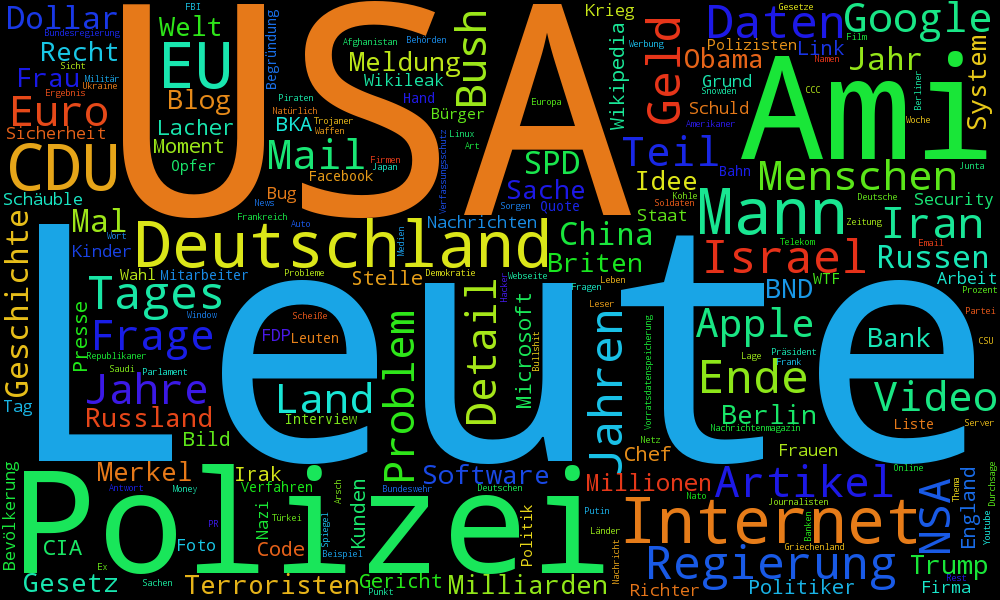 Dollar
FBI
Bundesregierung
Welt
USA
Begründung
Krieg
Gesetze
Daten
Google
Werbung
Film
Namen
Recht
EU
Afghanistan
Behörden
Meldung
Bush
Wikipedia
Geld
Polizisten
Link
Obama
Jahr
System
Sicht
Frau
Militär
Ukraine
Ergebnis
Blog
Piraten
Wikileak
Hand
Europa
Grund
Snowden
CCC
Ami
Berliner
Euro
Natürlich
Bürger
Schuld
Woche
Sicherheit
Lacher
BKA
Trojaner
Waffen
Linux
Amerikaner
CDU
Moment
Mail
Verfassungsschutz
Art
Teil
Opfer
Firmen
Japan
SPD
Bahn
Junta
Facebook
Idee
Menschen
Schäuble
Bug
News
Sache
Sorgen
Quote
Kohle
Soldaten
Staat
Mann
Deutsche
Security
Geschichte
Mal
Wort
Frankreich
Auto
Nachrichten
Zeitung
Iran
Kinder
Deutschland
Medien
China
Telekom
Email
Israel
Russen
Leute
Wahl
Mitarbeiter
Probleme
Stelle
Demokratie
Briten
Webseite
Leben
WTF
Arbeit
Tages
Hacker
Fragen
BND
Prozent
Presse
Window
Scheiße
Detail
Microsoft
Leser
Jahren
Vorratsdatenspeicherung
Apple
Partei
Frage
FDP
Leuten
Problem
Bullshit
Bank
CSU
Republikaner
Saudi
Parlament
Lage
Präsident
Frank
Jahre
Land
Ende
Video
Tag
Russland
Interview
Berlin
Liste
Server
Bild
Nachrichtenmagazin
Netz
Chef
Frauen
Merkel
Irak
Software
Millionen
Artikel
Online
Bevölkerung
Polizei
Antwort
Money
Verfahren
Arsch
Bundeswehr
Deutschen
Nato
Journalisten
Thema
Durchsage
Nazi
Türkei
Kunden
Putin
Internet
NSA
England
Youtube
PR
Spiegel
Beispiel
Politik
Länder
Banken
CIA
Foto
Code
Griechenland
Ex
Nachricht
Regierung
Trump
Gesetz
Sachen
Terroristen
Gericht
Punkt
Milliarden
Richter
Politiker
Rest
Firma